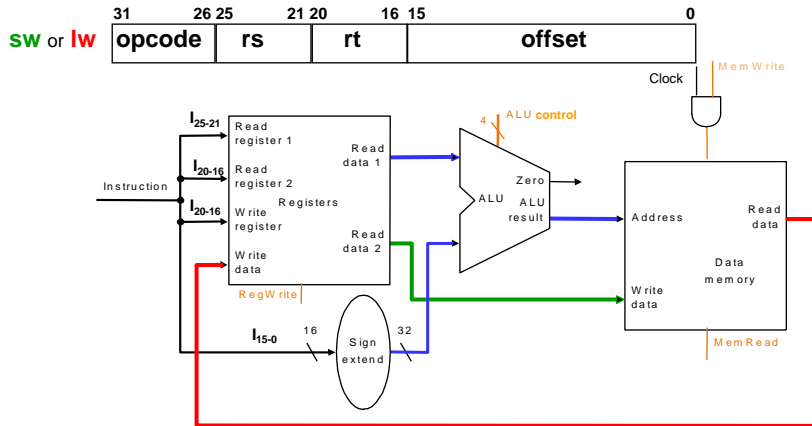 31 26 25 21 20 16 15 0
sw or lw opcode rs rt offset
Clock
MemWrite
4
ALU control
I25-21
Read
register 1
Read
data 1
I20-16
Read
register 2
Instruction
Registers
I20-16
Write
register
Read
data 2
Write
data
RegWrite
Zero
ALU
ALU
result
Address
Read
data
Data
memory
Write
data
MemRead
I15-0
16
Sign
extend
32